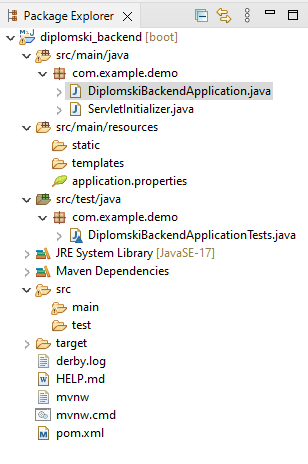 Package Explorer
diplomski_backend [boot]
src/main/java
com.example.demo
DiplomskiBackendApplication.java
ServletInitializer.java
src/main/resources
static
templates
application.properties
src/test/java
com.example.demo
DiplomskiBackendApplicationTests.java
JRE System Library [JavaSE-17]
Maven Dependencies
src
main
test
target
derby.log
HELP.md
mvnw
mvnw.cmd
pom.xml